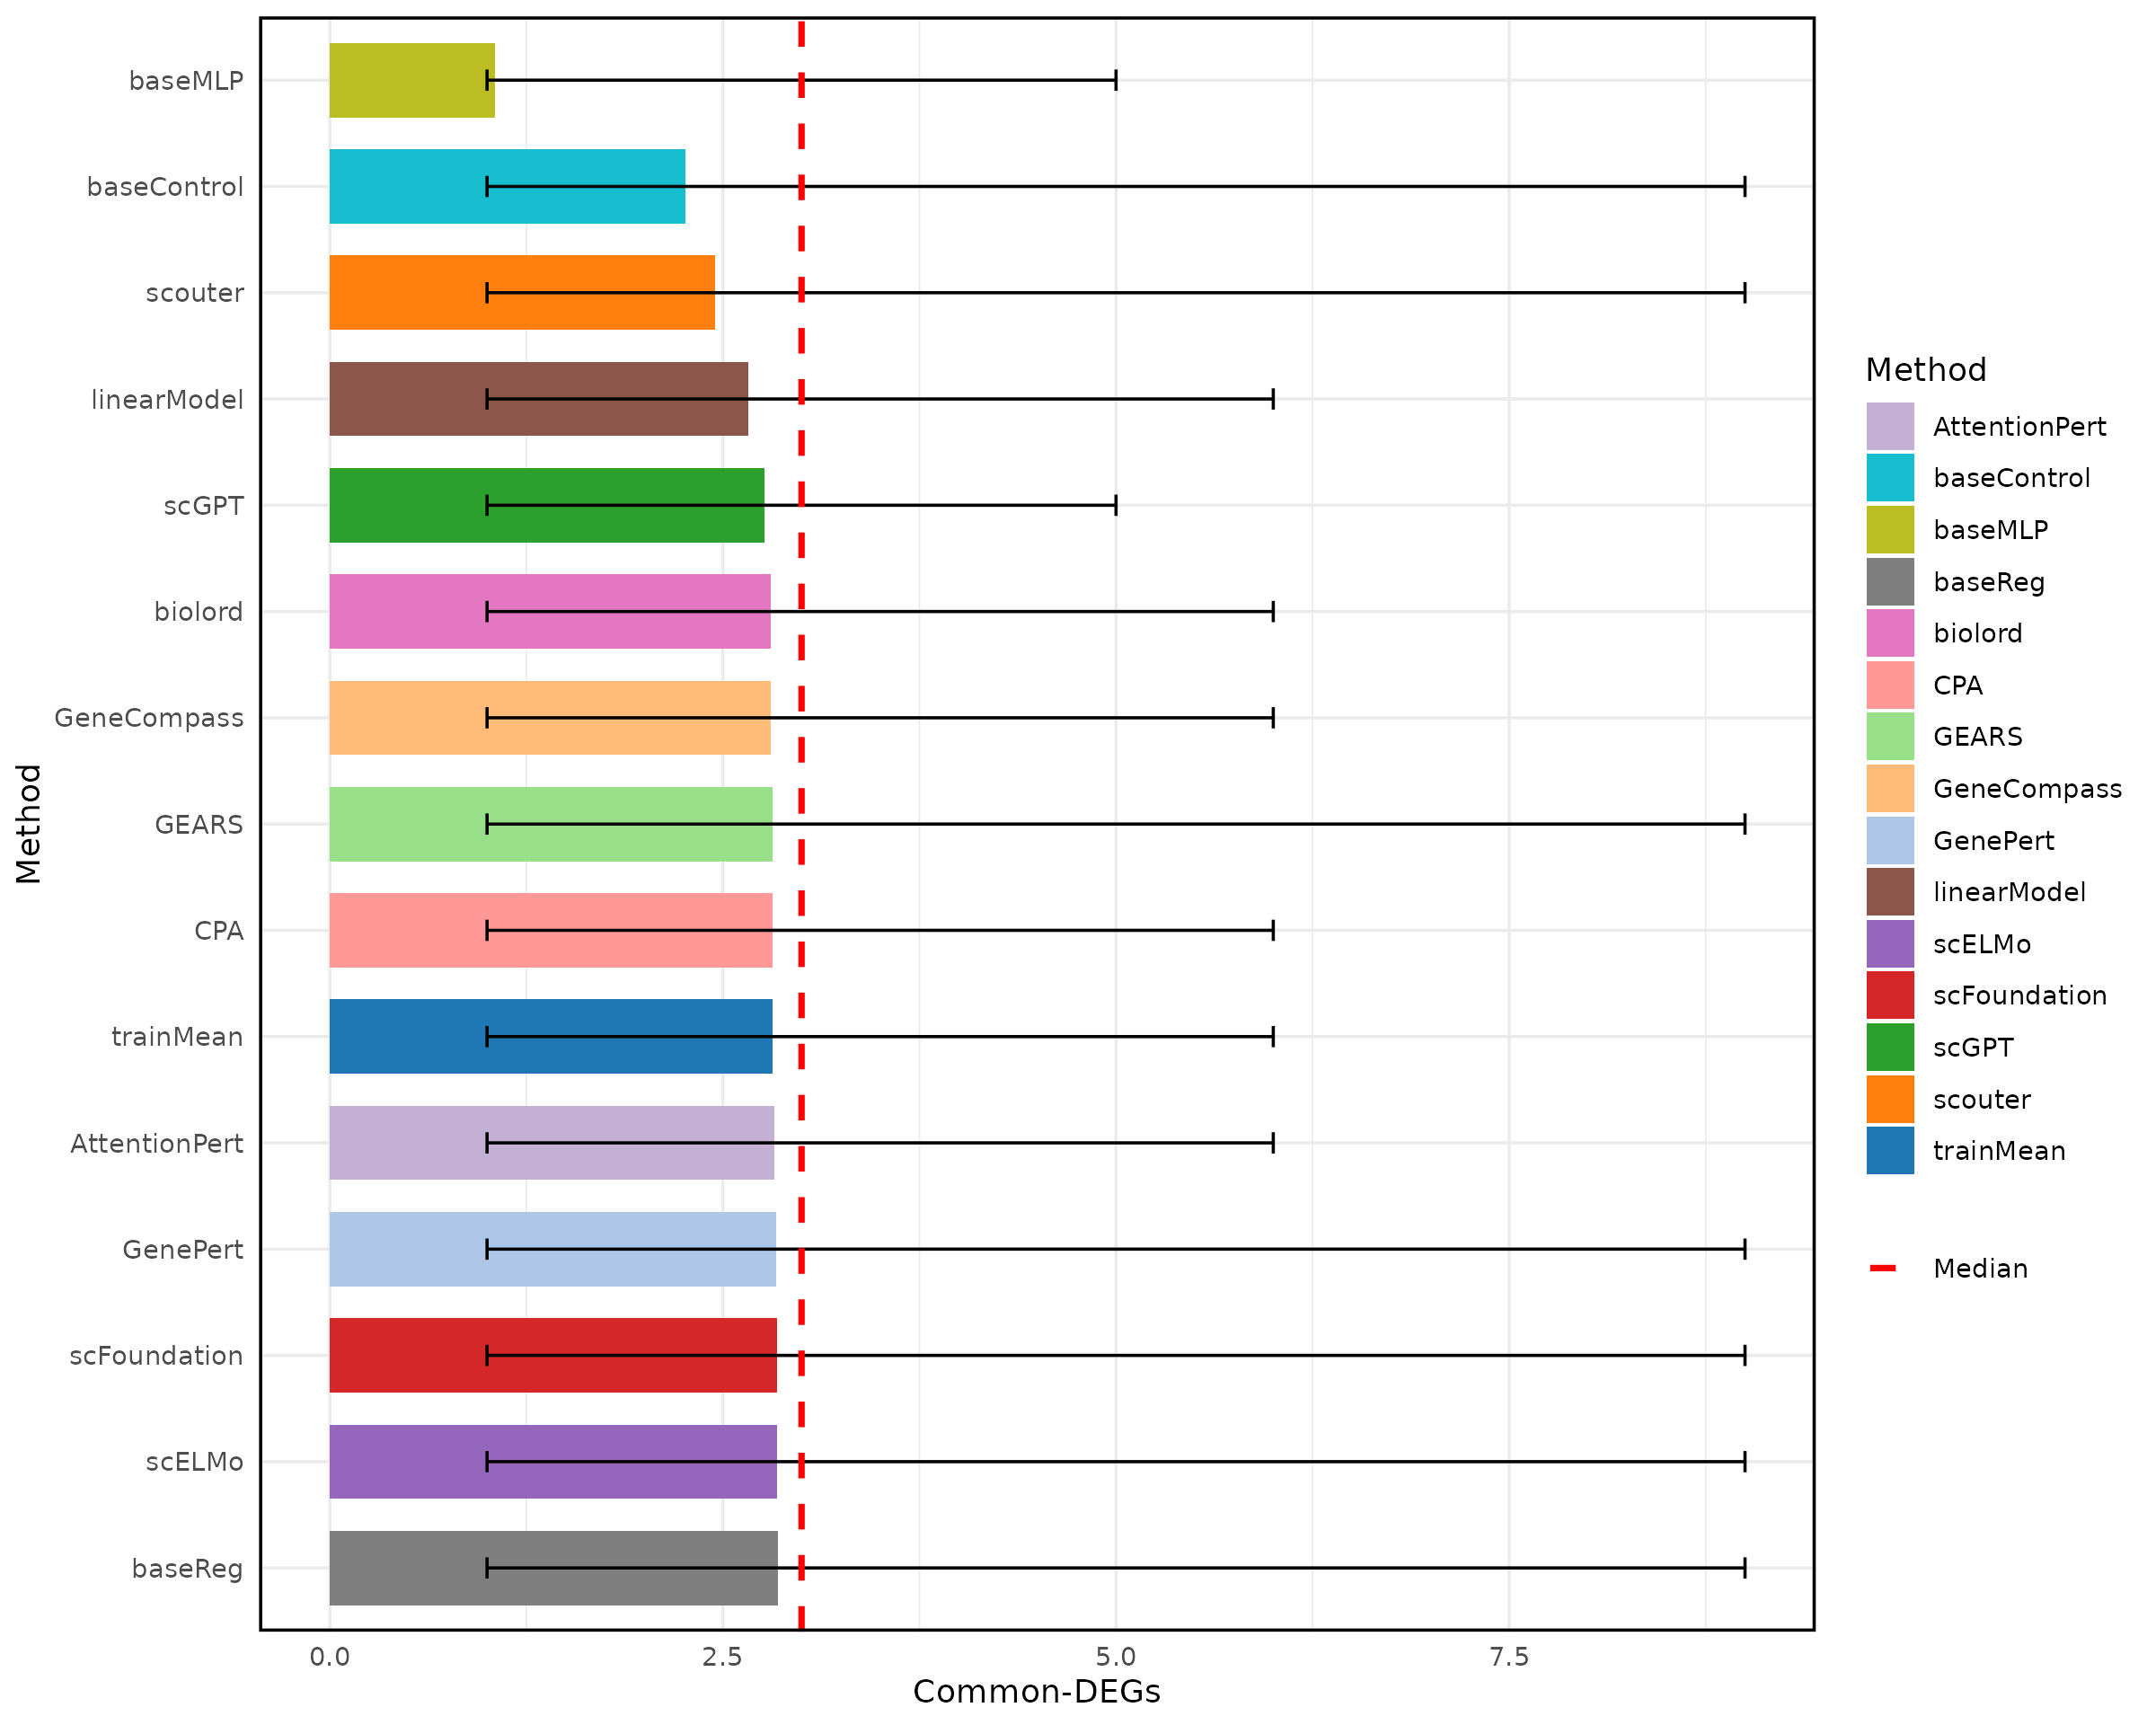 baseMLP
baseControl
scouter
linearModel
scGPT
biolord
GeneCompass
GEARS
CPA
trainMean
AttentionPert
GenePert
scFoundation
scELMo
baseReg
Method
0.0 2.5 5.0 7.5
Common-DEGs
Method
AttentionPert
baseControl
baseMLP
baseReg
biolord
CPA
GEARS
GeneCompass
GenePert
linearModel
scELMo
scFoundation
scGPT
scouter
trainMean
Median